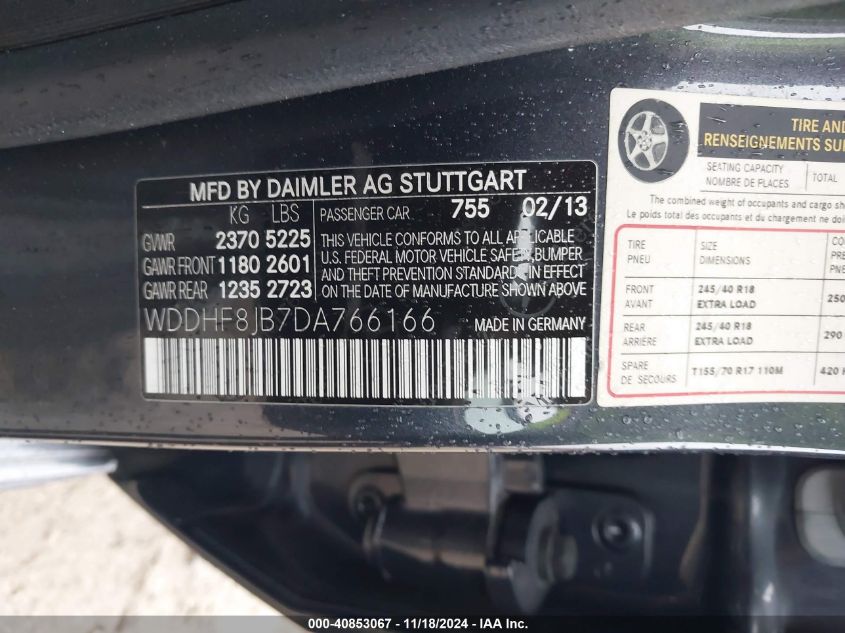 MFD BY DAIMLER AG STUTTGART
KG LBS
GVWR 2370 5225
GAWR FRONT 1180 2601
GAWR REAR 1235 2723
PASSENGER CAR 755 02/13
THIS VEHICLE CONFORMS TO ALL APPLICABLE
U.S. FEDERAL MOTOR VEHICLE SAFETY, BUMPER
AND THEFT PREVENTION STANDARDS IN EFFECT
ON THE DATE OF MANUFACTURE SHOWN ABOVE
WDDHF8JB7DA766166
MADE IN GERMANY
TIRE AND
RENSEIGNEMENTS SU
SEATING CAPACITY
NOMBRE DE PLACES
TOTAL
The combined weight of occupants and cargo sh
Le poids total des occupants et du chargement ne doi
TIRE SIZE
PNEU DIMENSIONS
FRONT 245/40 R18 250
AVANT EXTRA LOAD
REAR 245/40 R18 290
ARRIÈRE EXTRA LOAD
SPARE T155/70 R17 110M 420
DE SECOURS
000-40853067 - 11/18/2024 - IAA Inc.